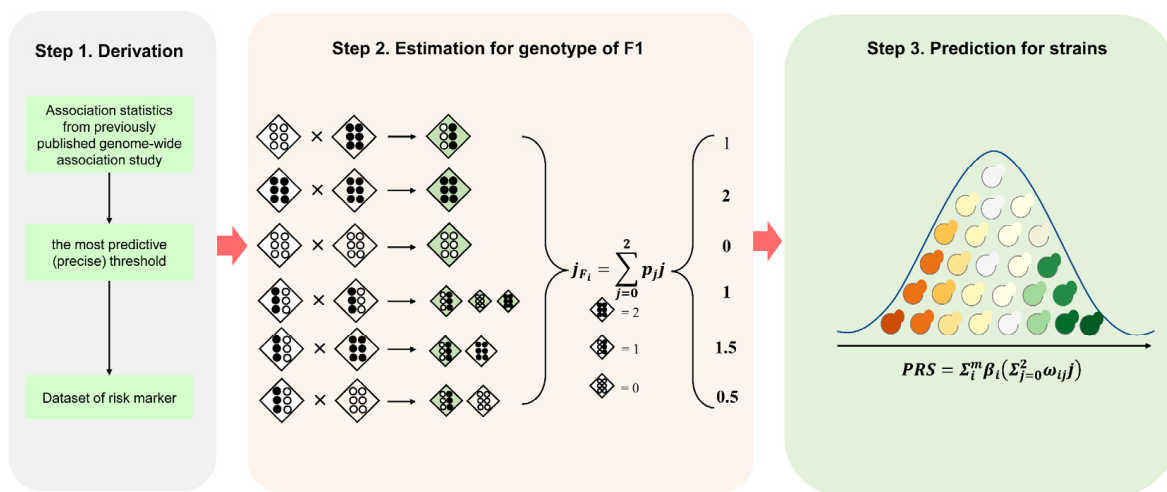 Step 1. Derivation
Association statistics
from previously
published genome-wide
association study
the most predictive
(precise) threshold
Dataset of risk marker
Step 2. Estimation for genotype of F1
×
×
×
×
×
×
2
j_{F_i} = ∑ p_j j
j=0
= 2
= 1
= 0
1
2
0
1
1.5
0.5
Step 3. Prediction for strains
PRS = Σ_i^m β_i(Σ_{j=0}^2 ω_{ij} j)